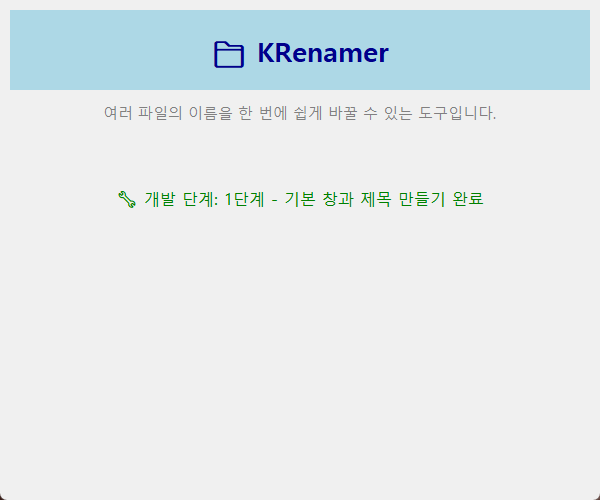 📁 KRenamer
여러 파일의 이름을 한 번에 쉽게 바꿀 수 있는 도구입니다.
🔧 개발 단계: 1단계 - 기본 창과 제목 만들기 완료